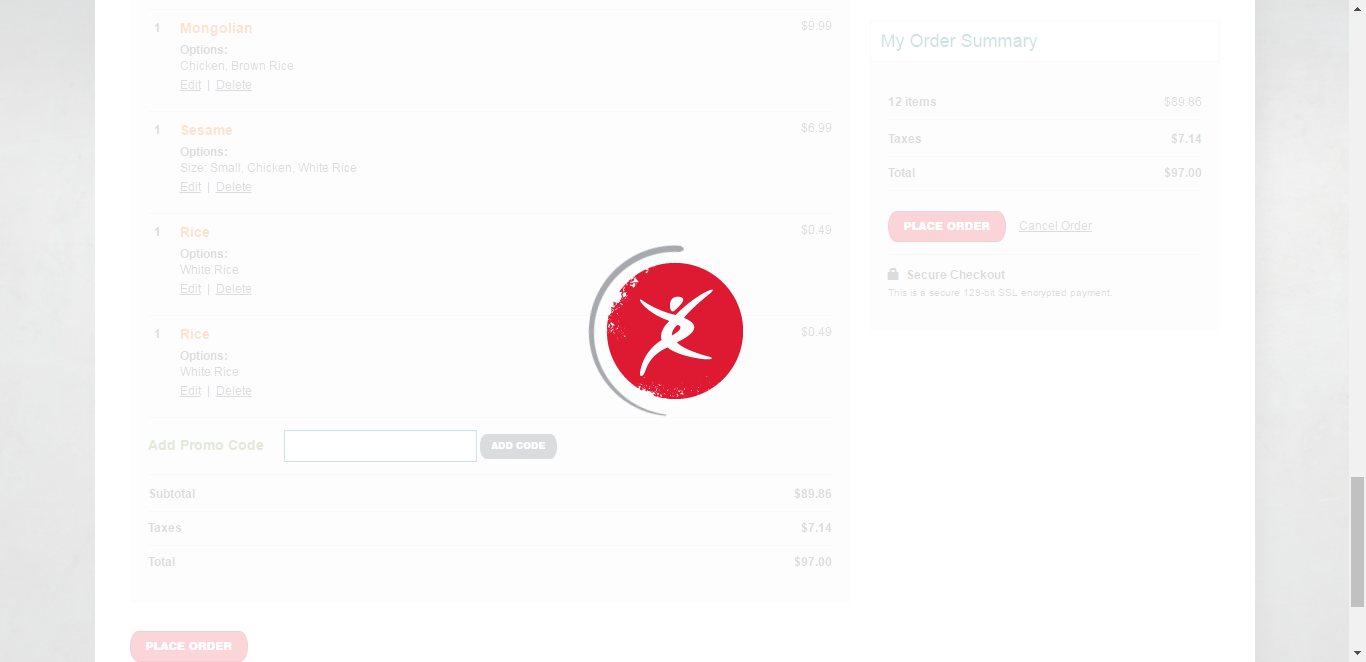 1 Mongolian $9.99
Options:
Chicken, Brown Rice
Edit | Delete
1 Sesame $6.99
Options:
Size: Small, Chicken, White Rice
Edit | Delete
1 Rice $0.49
Options:
White Rice
Edit | Delete
1 Rice $0.49
Options:
White Rice
Edit | Delete
Add Promo Code ADD CODE
Subtotal $89.86
Taxes $7.14
Total $97.00
PLACE ORDER
My Order Summary
12 items $89.86
Taxes $7.14
Total $97.00
PLACE ORDER Cancel Order
Secure Checkout
This is a secure 128-bit SSL encrypted payment.